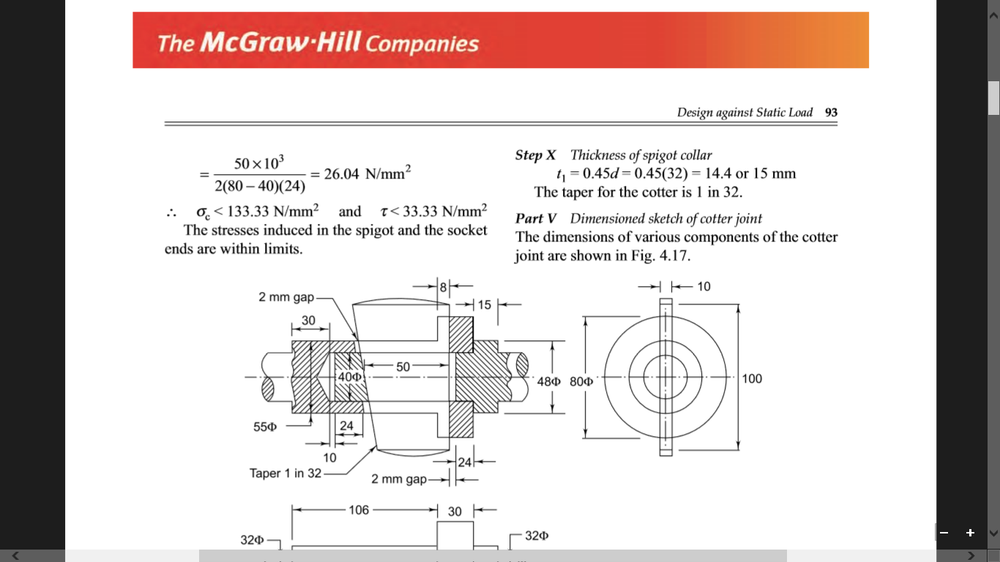 The McGraw·Hill Companies
Design against Static Load 93
= 50 × 10³ / 2(80 – 40)(24) = 26.04 N/mm²
∴ σc < 133.33 N/mm² and τ < 33.33 N/mm²
The stresses induced in the spigot and the socket
ends are within limits.
Step X Thickness of spigot collar
t₁ = 0.45d = 0.45(32) = 14.4 or 15 mm
The taper for the cotter is 1 in 32.
Part V Dimensioned sketch of cotter joint
The dimensions of various components of the cotter
joint are shown in Fig. 4.17.
8
10
2 mm gap
15
30
50
40Φ
48Φ
80Φ
100
55Φ
24
10
24
Taper 1 in 32
2 mm gap
106
30
32Φ
32Φ